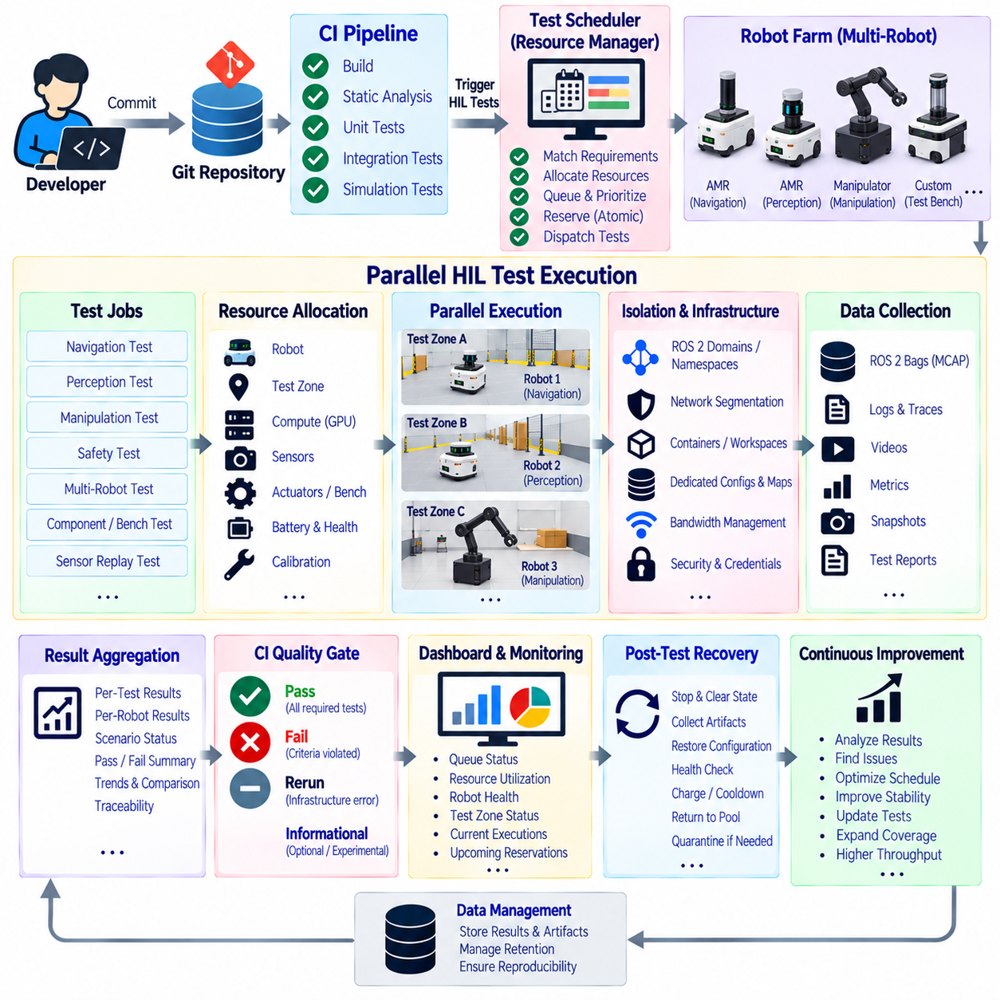 Developer
Commit
Git Repository
CI Pipeline
Build
Static Analysis
Unit Tests
Integration Tests
Simulation Tests
Trigger
HIL Tests
Test Scheduler
(Resource Manager)
Match Requirements
Allocate Resources
Queue & Prioritize
Reserve (Atomic)
Dispatch Tests
Robot Farm (Multi-Robot)
AMR
(Navigation)
AMR
(Perception)
Manipulator
(Manipulation)
Custom
(Test Bench)
...
Parallel HIL Test Execution
Test Jobs
Navigation Test
Perception Test
Manipulation Test
Safety Test
Multi-Robot Test
Component / Bench Test
Sensor Replay Test
...
Resource Allocation
Robot
Test Zone
Compute (GPU)
Sensors
Actuators / Bench
Battery & Health
Calibration
...
Parallel Execution
Test Zone A
Robot 1
(Navigation)
Test Zone B
Robot 2
(Perception)
Test Zone C
Robot 3
(Manipulation)
...
Isolation & Infrastructure
ROS 2 Domains /
Namespaces
Network Segmentation
Containers / Workspaces
Dedicated Configs & Maps
Bandwidth Management
Security & Credentials
...
Data Collection
ROS 2 Bags (MCAP)
Logs & Traces
Videos
Metrics
Snapshots
Test Reports
...
Result Aggregation
Per-Test Results
Per-Robot Results
Scenario Status
Pass / Fail Summary
Trends & Comparison
Traceability
...
CI Quality Gate
Pass
(All required tests)
Fail
(Criteria violated)
Rerun
(Infrastructure error)
Informational
(Optional / Experimental)
Dashboard & Monitoring
• Queue Status
• Resource Utilization
• Robot Health
• Test Zone Status
• Current Executions
• Upcoming Reservations
...
Post-Test Recovery
Stop & Clear State
Collect Artifacts
Restore Configuration
Health Check
Charge / Cooldown
Return to Pool
Quarantine if Needed
...
Continuous Improvement
• Analyze Results
• Find Issues
• Optimize Schedule
• Improve Stability
• Update Tests
• Expand Coverage
• Higher Throughput
...
Data Management
Store Results & Artifacts
Manage Retention
Ensure Reproducibility